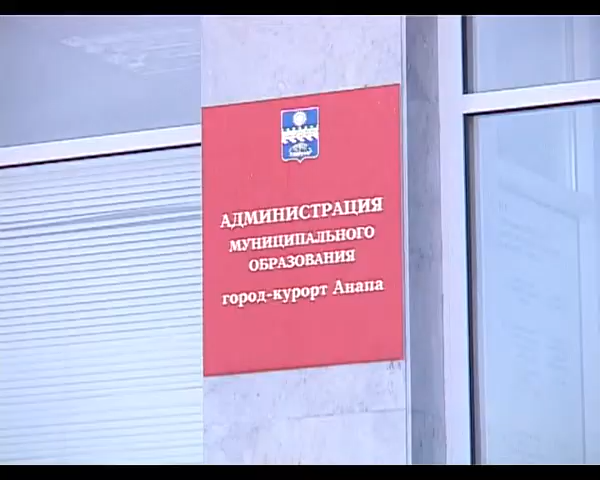 АДМИНИСТРАЦИЯ
МУНИЦИПАЛЬНОГО
ОБРАЗОВАНИЯ
город-курорт Анапа